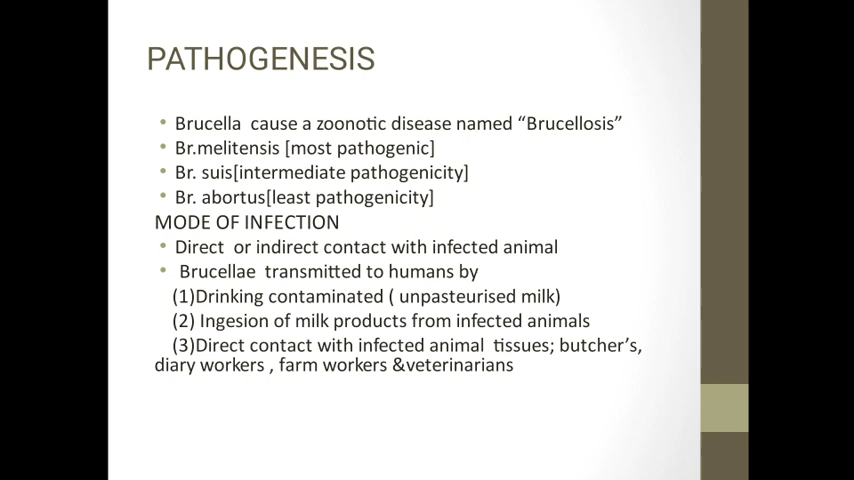 PATHOGENESIS
• Brucella  cause a zoonotic disease named “Brucellosis”
• Br.melitensis [most pathogenic]
• Br. suis[intermediate pathogenicity]
• Br. abortus[least pathogenicity]
MODE OF INFECTION
• Direct  or indirect contact with infected animal
•  Brucellae  transmitted to humans by
(1)Drinking contaminated ( unpasteurised milk)
(2) Ingesion of milk products from infected animals
(3)Direct contact with infected animal  tissues; butcher’s,
diary workers , farm workers &veterinarians